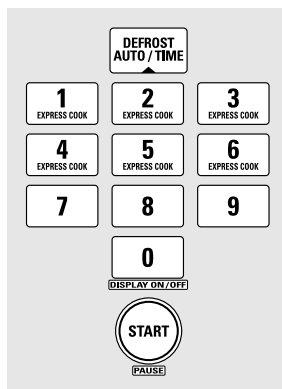 DEFROST
AUTO / TIME
1 2 3
EXPRESS COOK EXPRESS COOK EXPRESS COOK
4 5 6
EXPRESS COOK EXPRESS COOK EXPRESS COOK
7 8 9
0
DISPLAY ON/OFF
START
PAUSE